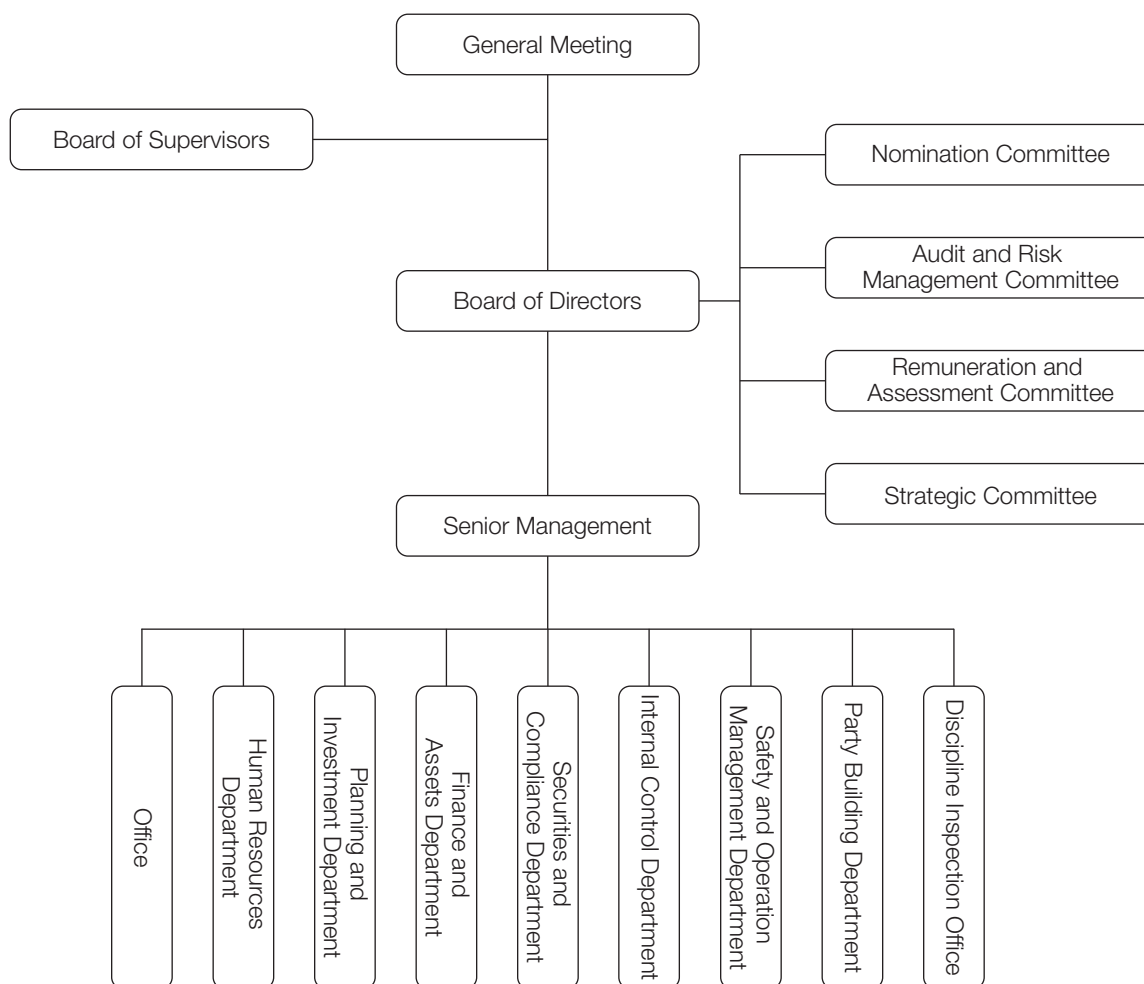 General Meeting
Board of Supervisors
Nomination Committee
Audit and Risk
Management Committee
Board of Directors
Remuneration and
Assessment Committee
Strategic Committee
Senior Management
Office
Human Resources
Department
Planning and
Investment Department
Finance and
Assets Department
Securities and
Compliance Department
Internal Control Department
Safety and Operation
Management Department
Party Building Department
Discipline Inspection Office